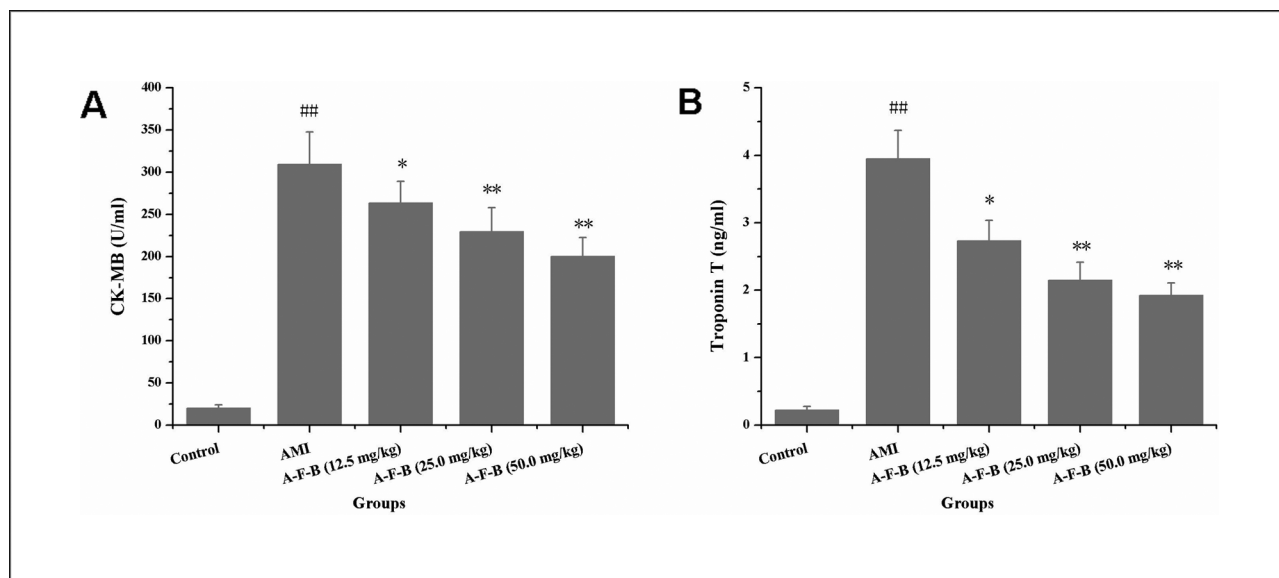 A
CK-MB (U/ml)
400
350
300
250
200
150
100
50
0
##
*
**
**
Control
AMI
A-F-B (12.5 mg/kg)
A-F-B (25.0 mg/kg)
A-F-B (50.0 mg/kg)
Groups
B
Troponin T (ng/ml)
5
4
3
2
1
0
##
*
**
**
Control
AMI
A-F-B (12.5 mg/kg)
A-F-B (25.0 mg/kg)
A-F-B (50.0 mg/kg)
Groups